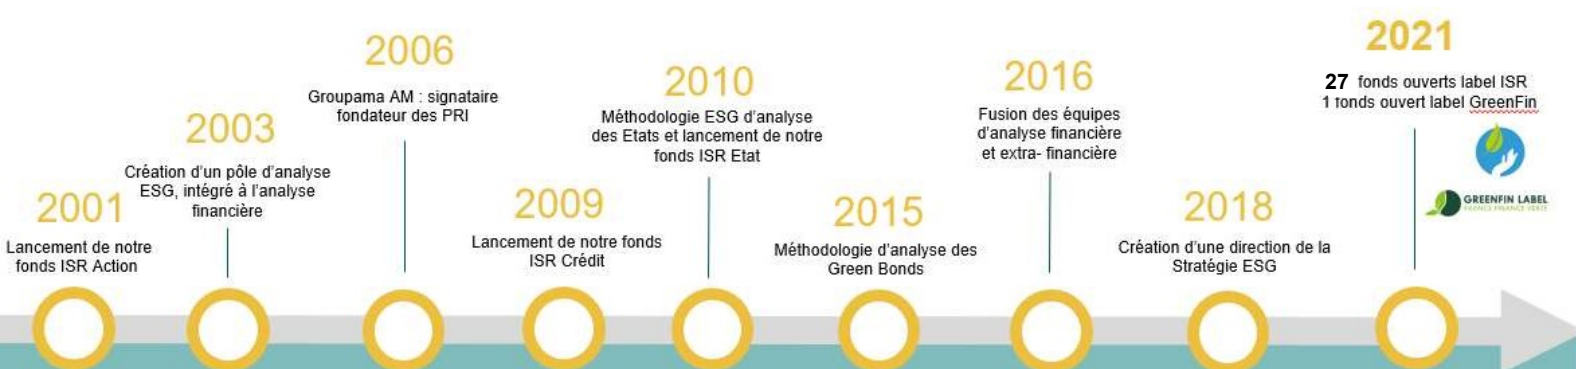 2001
Lancement de notre
fonds ISR Action
2003
Création d’un pôle d’analyse
ESG, intégré à l’analyse
financière
2006
Groupama AM : signataire
fondateur des PRI
2009
Lancement de notre fonds
ISR Crédit
2010
Méthodologie ESG d’analyse
des Etats et lancement de notre
fonds ISR Etat
2015
Méthodologie d’analyse des
Green Bonds
2016
Fusion des équipes
d’analyse financière
et extra- financière
2018
Création d’une direction de la
Stratégie ESG
2021
27 fonds ouverts label ISR
1 fonds ouvert label GreenFin
GREENFIN LABEL
FRANCE FINANCE VERTE